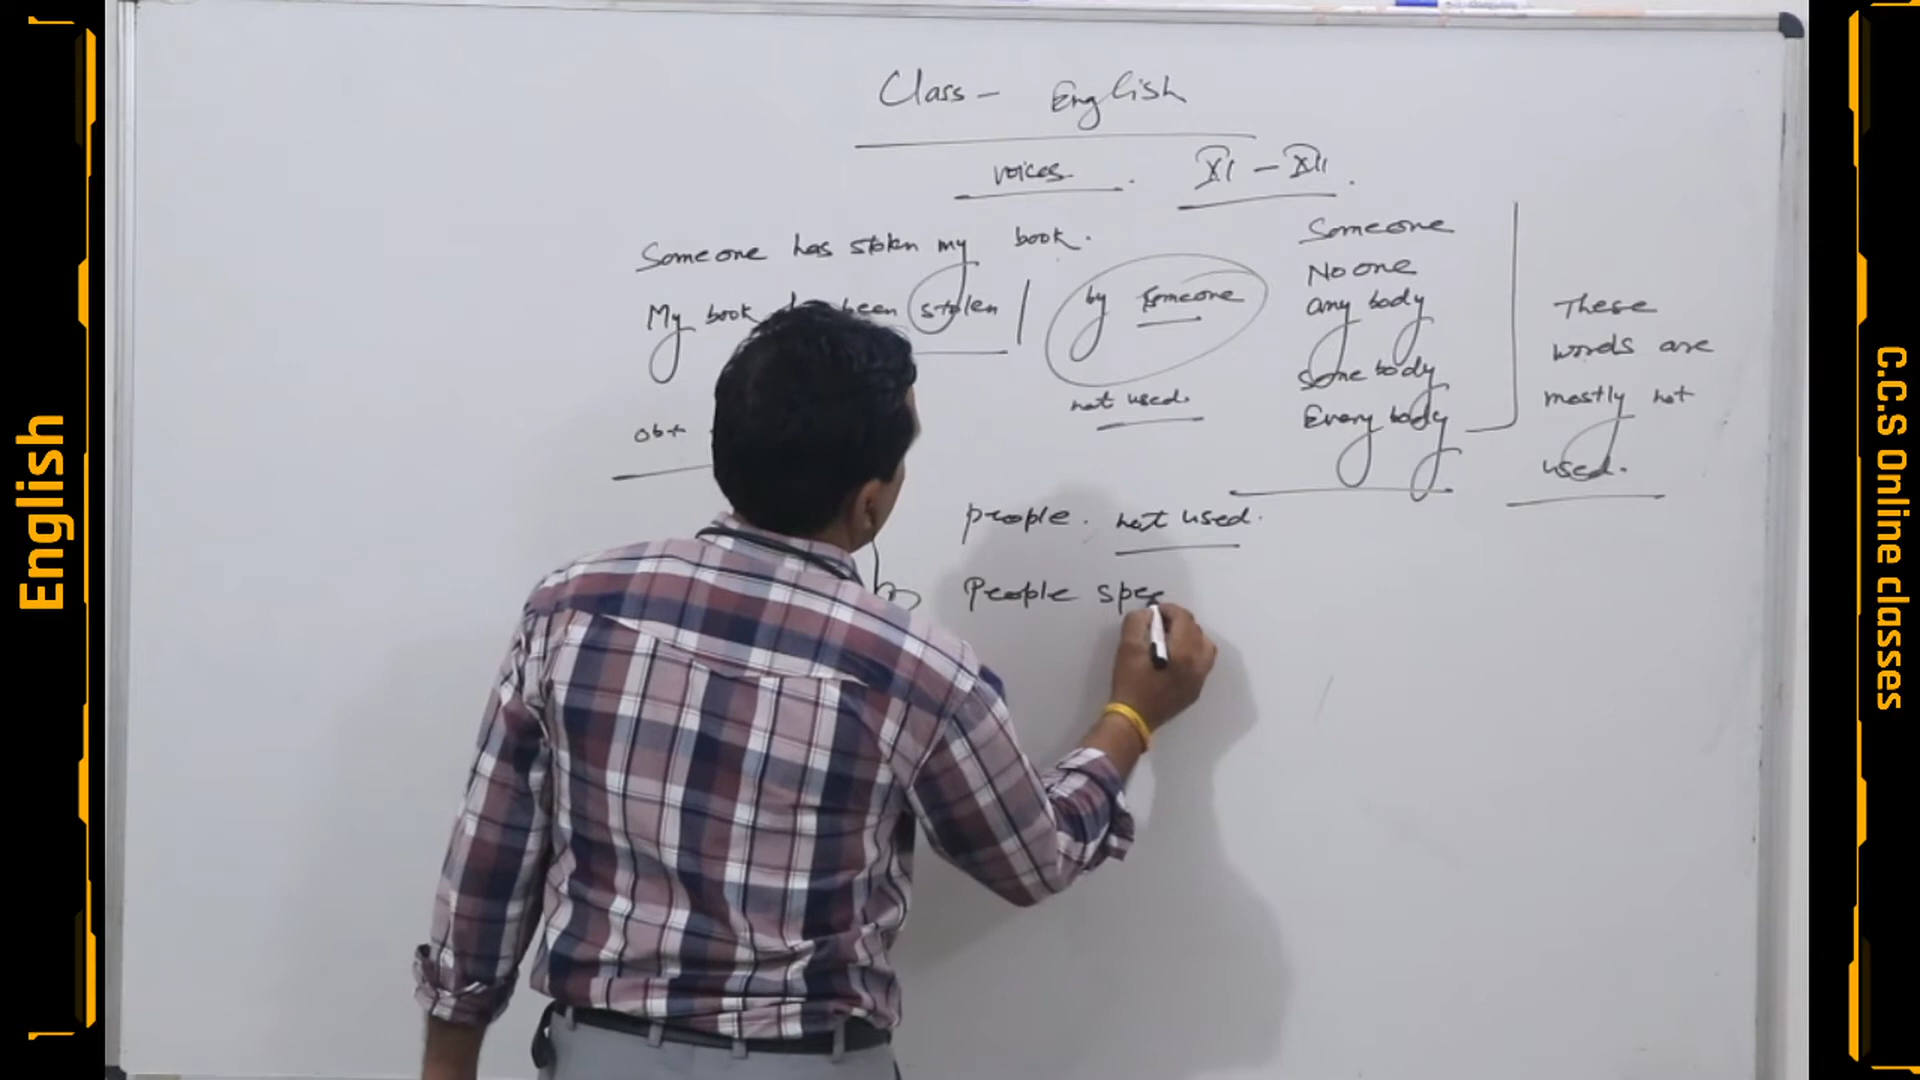 Class - English
voices. XI - XII.
Someone has stolen my book.
My book been stolen | by someone
not used.
obj
Someone
No one
any body
Some body
Every body
These
words are
mostly not
used.
people. not used.
People spea
English
C.C.S Online classes